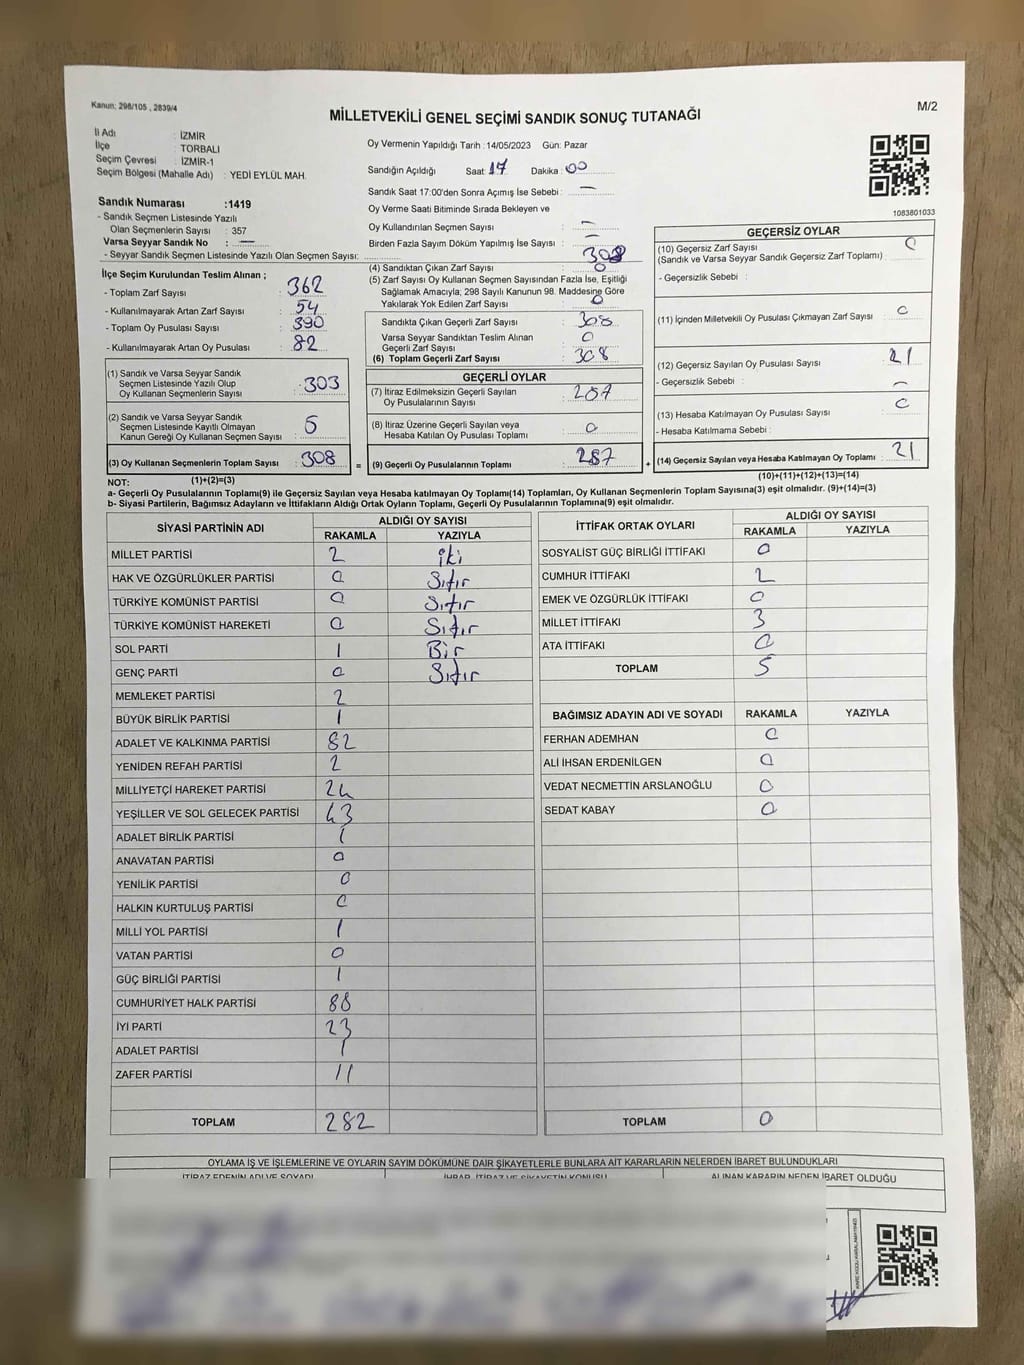 Kanun: 298/105 , 2839/4
M/2
MİLLETVEKİLİ GENEL SEÇİMİ SANDIK SONUÇ TUTANAĞI
İl Adı : İZMİR
İlçe : TORBALI
Seçim Çevresi : İZMİR-1
Seçim Bölgesi (Mahalle Adı) : YEDİ EYLÜL MAH.
Sandık Numarası :1419
- Sandık Seçmen Listesinde Yazılı
Olan Seçmenlerin Sayısı : 357
Varsa Seyyar Sandık No : —
- Seyyar Sandık Seçmen Listesinde Yazılı Olan Seçmen Sayısı:
Oy Vermenin Yapıldığı Tarih : 14/05/2023 Gün: Pazar
Sandığın Açıldığı Saat: 17 Dakika : 00
Sandık Saat 17:00'den Sonra Açımış İse Sebebi : —
Oy Verme Saati Bitiminde Sırada Bekleyen ve
Oy Kullandırılan Seçmen Sayısı : —
Birden Fazla Sayım Döküm Yapılmış İse Sayısı : —
1083801033
İlçe Seçim Kurulundan Teslim Alınan ;
- Toplam Zarf Sayısı : 362
- Kullanılmayarak Artan Zarf Sayısı : 54
- Toplam Oy Pusulası Sayısı : 390
- Kullanılmayarak Artan Oy Pusulası : 82
(1) Sandık ve Varsa Seyyar Sandık
Seçmen Listesinde Yazılı Olup
Oy Kullanan Seçmenlerin Sayısı : 303
(2) Sandık ve Varsa Seyyar Sandık
Seçmen Listesinde Kayıtlı Olmayan
Kanun Gereği Oy Kullanan Seçmen Sayısı : 5
(3) Oy Kullanan Seçmenlerin Toplam Sayısı : 308
(1)+(2)=(3)
(4) Sandıktan Çıkan Zarf Sayısı : 308
(5) Zarf Sayısı Oy Kullanan Seçmen Sayısından Fazla İse, Eşitliği
Sağlamak Amacıyla, 298 Sayılı Kanunun 98. Maddesine Göre
Yakılarak Yok Edilen Zarf Sayısı : 0
Sandıkta Çıkan Geçerli Zarf Sayısı : 308
Varsa Seyyar Sandıktan Teslim Alınan
Geçerli Zarf Sayısı : 0
(6) Toplam Geçerli Zarf Sayısı : 308
GEÇERLİ OYLAR
(7) İtiraz Edilmeksizin Geçerli Sayılan
Oy Pusulalarının Sayısı : 287
(8) İtiraz Üzerine Geçerli Sayılan veya
Hesaba Katılan Oy Pusulası Toplamı : 0
= (9) Geçerli Oy Pusulalarının Toplamı : 287
GEÇERSİZ OYLAR
(10) Geçersiz Zarf Sayısı : 0
(Sandık ve Varsa Seyyar Sandık Geçersiz Zarf Toplamı)
- Geçersizlik Sebebi :
(11) İçinden Milletvekili Oy Pusulası Çıkmayan Zarf Sayısı : 0
(12) Geçersiz Sayılan Oy Pusulası Sayısı : 21
- Geçersizlik Sebebi : —
(13) Hesaba Katılmayan Oy Pusulası Sayısı : 0
- Hesaba Katılmama Sebebi :
+ (14) Geçersiz Sayılan veya Hesaba Katılmayan Oy Toplamı : 21
(10)+(11)+(12)+(13)=(14)
NOT:
a- Geçerli Oy Pusulalarının Toplamı(9) ile Geçersiz Sayılan veya Hesaba katılmayan Oy Toplamı(14) Toplamları, Oy Kullanan Seçmenlerin Toplam Sayısına(3) eşit olmalıdır. (9)+(14)=(3)
b- Siyasi Partilerin, Bağımsız Adayların ve İttifakların Aldığı Ortak Oyların Toplamı, Geçerli Oy Pusulalarının Toplamına(9) eşit olmalıdır.
SİYASİ PARTİNİN ADI ALDIĞI OY SAYISI
RAKAMLA YAZIYLA
MİLLET PARTİSİ 2 iki
HAK VE ÖZGÜRLÜKLER PARTİSİ 0 Sıfır
TÜRKİYE KOMÜNİST PARTİSİ 0 Sıfır
TÜRKİYE KOMÜNİST HAREKETİ 0 Sıfır
SOL PARTİ 1 Bir
GENÇ PARTİ 0 Sıfır
MEMLEKET PARTİSİ 2
BÜYÜK BİRLİK PARTİSİ 1
ADALET VE KALKINMA PARTİSİ 82
YENİDEN REFAH PARTİSİ 2
MİLLİYETÇİ HAREKET PARTİSİ 24
YEŞİLLER VE SOL GELECEK PARTİSİ 43
ADALET BİRLİK PARTİSİ 1
ANAVATAN PARTİSİ 0
YENİLİK PARTİSİ 0
HALKIN KURTULUŞ PARTİSİ 0
MİLLİ YOL PARTİSİ 1
VATAN PARTİSİ 0
GÜÇ BİRLİĞİ PARTİSİ 1
CUMHURİYET HALK PARTİSİ 88
İYİ PARTİ 23
ADALET PARTİSİ 1
ZAFER PARTİSİ 11
TOPLAM 282
İTTİFAK ORTAK OYLARI ALDIĞI OY SAYISI
RAKAMLA YAZIYLA
SOSYALİST GÜÇ BİRLİĞİ İTTİFAKI 0
CUMHUR İTTİFAKI 2
EMEK VE ÖZGÜRLÜK İTTİFAKI 0
MİLLET İTTİFAKI 3
ATA İTTİFAKI 0
TOPLAM 5
BAĞIMSIZ ADAYIN ADI VE SOYADI RAKAMLA YAZIYLA
FERHAN ADEMHAN 0
ALİ İHSAN ERDENİLGEN 0
VEDAT NECMETTİN ARSLANOĞLU 0
SEDAT KABAY 0
TOPLAM 0
OYLAMA İŞ VE İŞLEMLERİNE VE OYLARIN SAYIM DÖKÜMÜNE DAİR ŞİKAYETLERLE BUNLARA AİT KARARLARIN NELERDEN İBARET BULUNDUKLARI
İTİRAZ EDENİN ADI VE SOYADI İHBAR, İTİRAZ VE ŞİKAYETİN KONUSU ALINAN KARARIN NEDEN İBARET OLDUĞU